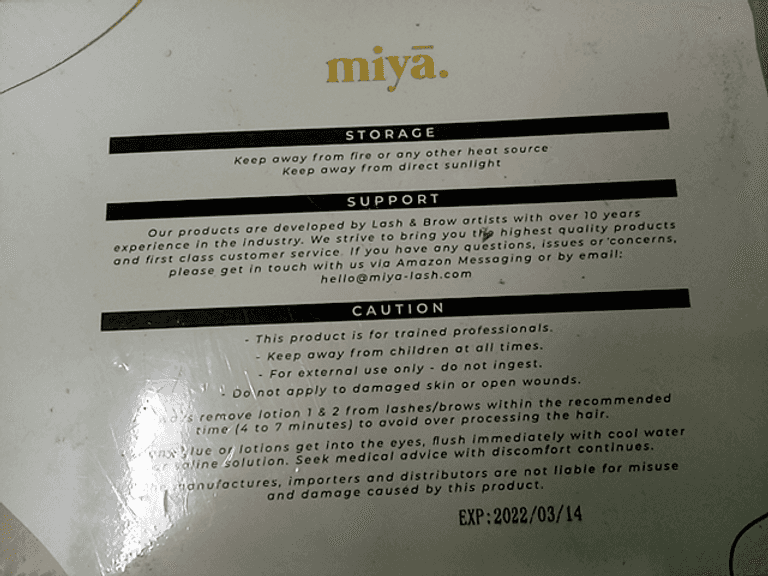 miyā.
STORAGE
Keep away from fire or any other heat source
Keep away from direct sunlight
SUPPORT
Our products are developed by Lash & Brow artists with over 10 years
experience in the industry. We strive to bring you the highest quality products
and first class customer service. If you have any questions, issues or concerns,
please get in touch with us via Amazon Messaging or by email:
hello@miya-lash.com
CAUTION
- This product is for trained professionals.
- Keep away from children at all times.
- For external use only - do not ingest.
- Do not apply to damaged skin or open wounds.
remove lotion 1 & 2 from lashes/brows within the recommended
time (4 to 7 minutes) to avoid over processing the hair.
glue or lotions get into the eyes, flush immediately with cool water
saline solution. Seek medical advice with discomfort continues.
manufactures, importers and distributors are not liable for misuse
and damage caused by this product.
EXP:2022/03/14